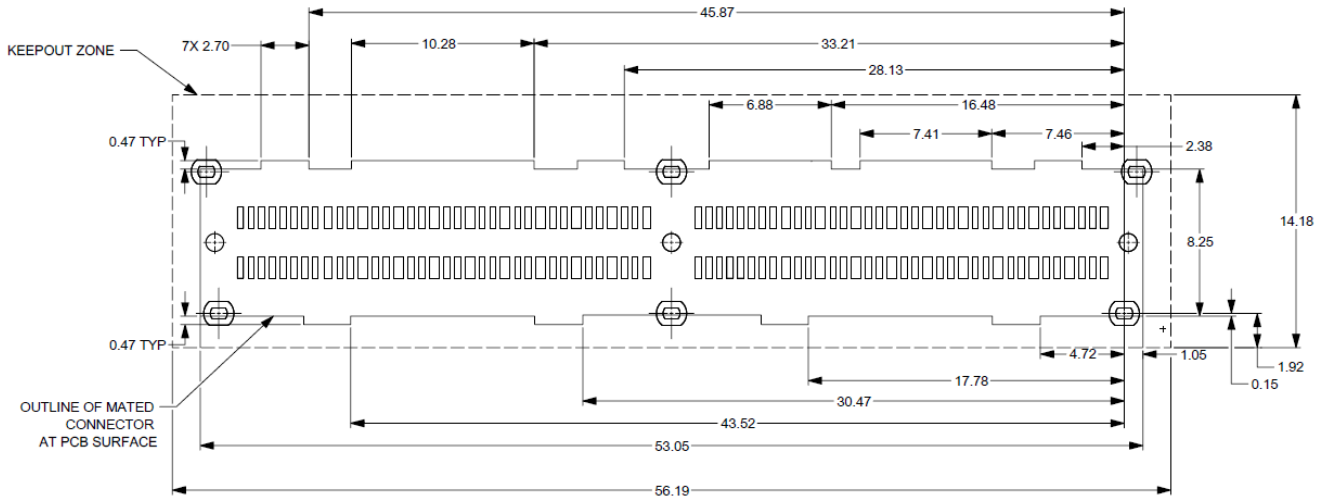 45.87
KEEPOUT ZONE
7X 2.70
10.28
33.21
28.13
6.88
16.48
0.47 TYP
7.41
7.46
2.38
14.18
8.25
0.47 TYP
4.72
1.05
1.92
0.15
17.78
OUTLINE OF MATED
CONNECTOR
AT PCB SURFACE
30.47
43.52
53.05
56.19